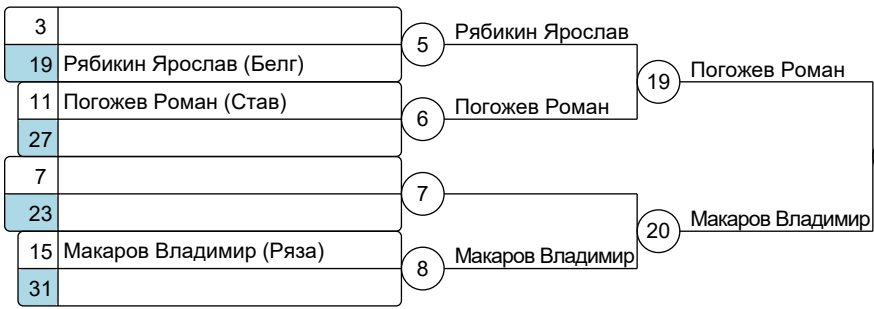 3
19 Рябикин Ярослав (Белг)
11 Погожев Роман (Став)
27
7
23
15 Макаров Владимир (Ряза)
31
5 Рябикин Ярослав
6 Погожев Роман
7
8 Макаров Владимир
19 Погожев Роман
20 Макаров Владимир